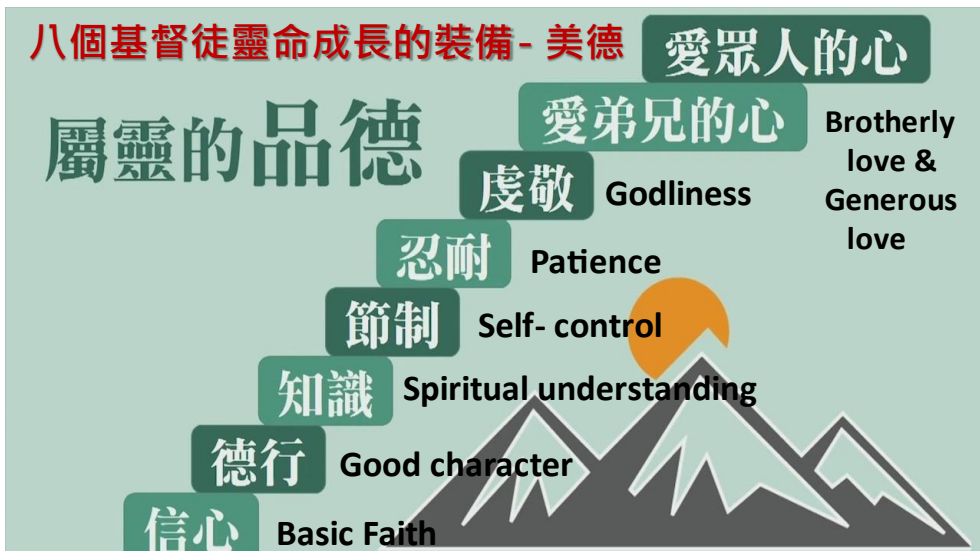 八個基督徒靈命成長的裝備- 美德
愛眾人的心
屬靈的品德
愛弟兄的心
Brotherly
love &
Generous
love
虔敬 Godliness
忍耐 Patience
節制 Self- control
知識 Spiritual understanding
德行 Good character
信心 Basic Faith